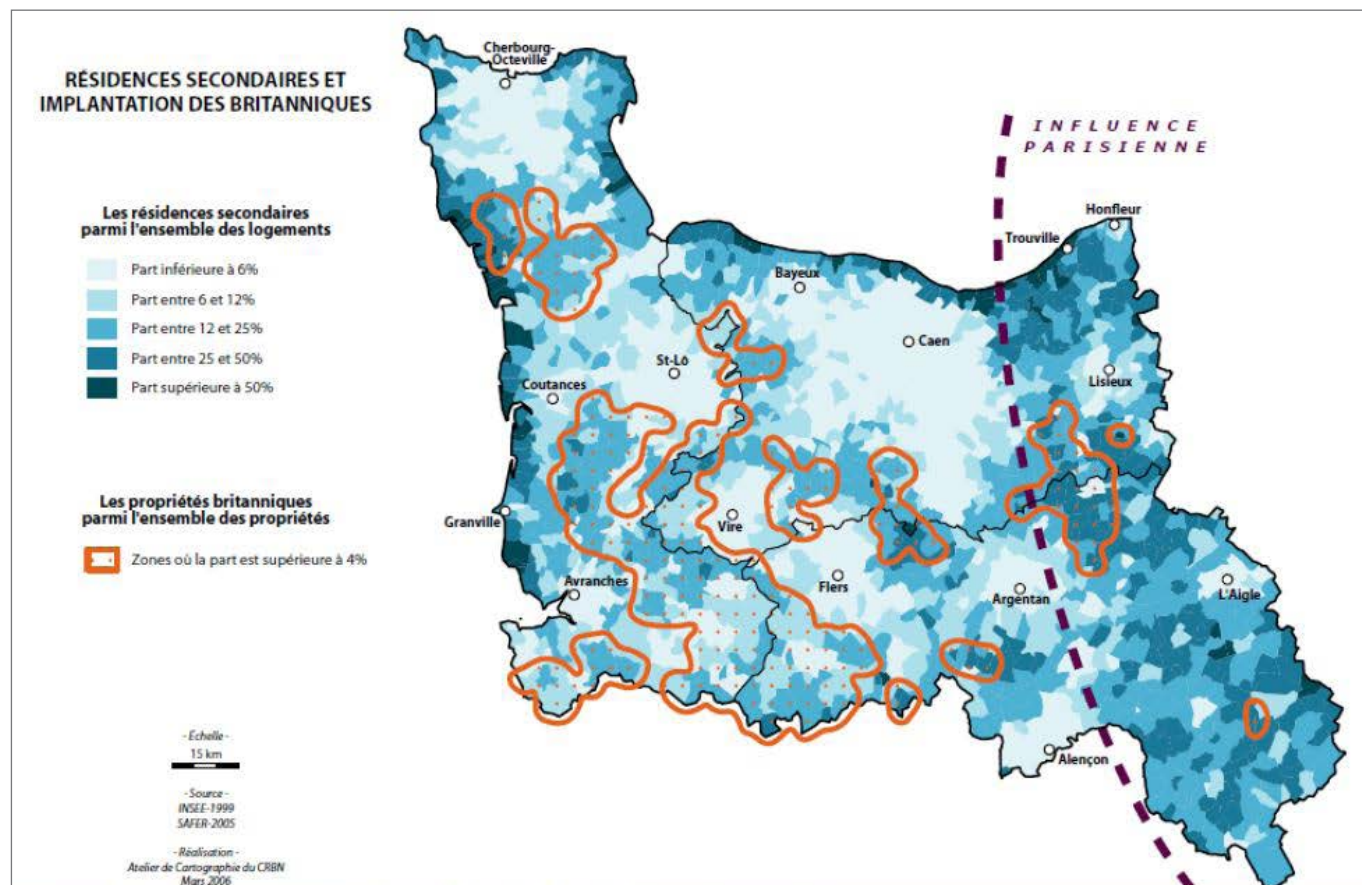 RÉSIDENCES SECONDAIRES ET
IMPLANTATION DES BRITANNIQUES
Les résidences secondaires
parmi l'ensemble des logements
Part inférieure à 6%
Part entre 6 et 12%
Part entre 12 et 25%
Part entre 25 et 50%
Part supérieure à 50%
Les propriétés britanniques
parmi l'ensemble des propriétés
Zones où la part est supérieure à 4%
- Echelle -
15 km
- Source -
INSEE-1999
SAFER-2005
- Réalisation -
Atelier de Cartographie du CRBN
Mars 2006
Cherbourg-
Octeville
INFLUENCE
PARISIENNE
Honfleur
Trouville
Bayeux
Caen
St-Lô
Lisieux
Coutances
Granville
Vire
Avranches
Flers
Argentan
L'Aigle
Alençon